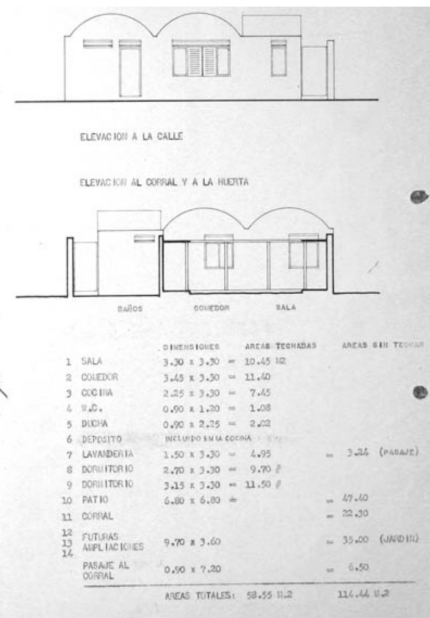 ELEVACION A LA CALLE
ELEVACION AL CORRAL Y A LA HUERTA
BAÑOS COMEDOR SALA
DIMENSIONES AREAS TECHADAS AREAS SIN TECHAR
1 SALA 3.30 x 3.30 = 10.45 M2
2 COMEDOR 3.45 x 3.30 = 11.40
3 COCINA 2.25 x 3.30 = 7.45
4 W.C. 0.90 x 1.20 = 1.08
5 DUCHA 0.90 x 2.25 = 2.02
6 DEPOSITO INCLUIDO EN LA COCINA
7 LAVANDERIA 1.50 x 3.30 = 4.95 = 3.24 (PASAJE)
8 DORMITORIO 2.70 x 3.30 = 9.70
9 DORMITORIO 3.15 x 3.30 = 11.50
10 PATIO 6.80 x 6.80 = = 47.40
11 CORRAL = 22.30
12
13 FUTURAS AMPLIACIONES 9.70 x 3.60 = 35.00 (JARDIN)
14
PASAJE AL CORRAL 0.90 x 7.20 = 6.50
AREAS TOTALES: 58.55 M.2 114.44 M.2